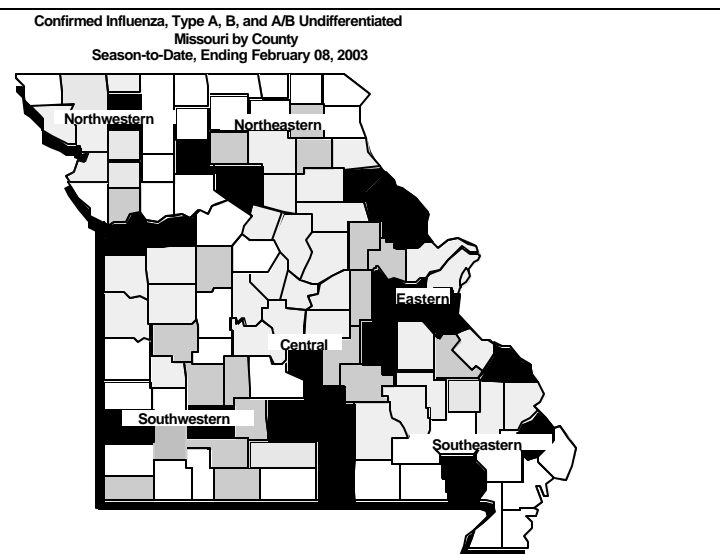 Confirmed Influenza, Type A, B, and A/B Undifferentiated
Missouri by County
Season-to-Date, Ending February 08, 2003
Northwestern
Northeastern
Eastern
Central
Southwestern
Southeastern